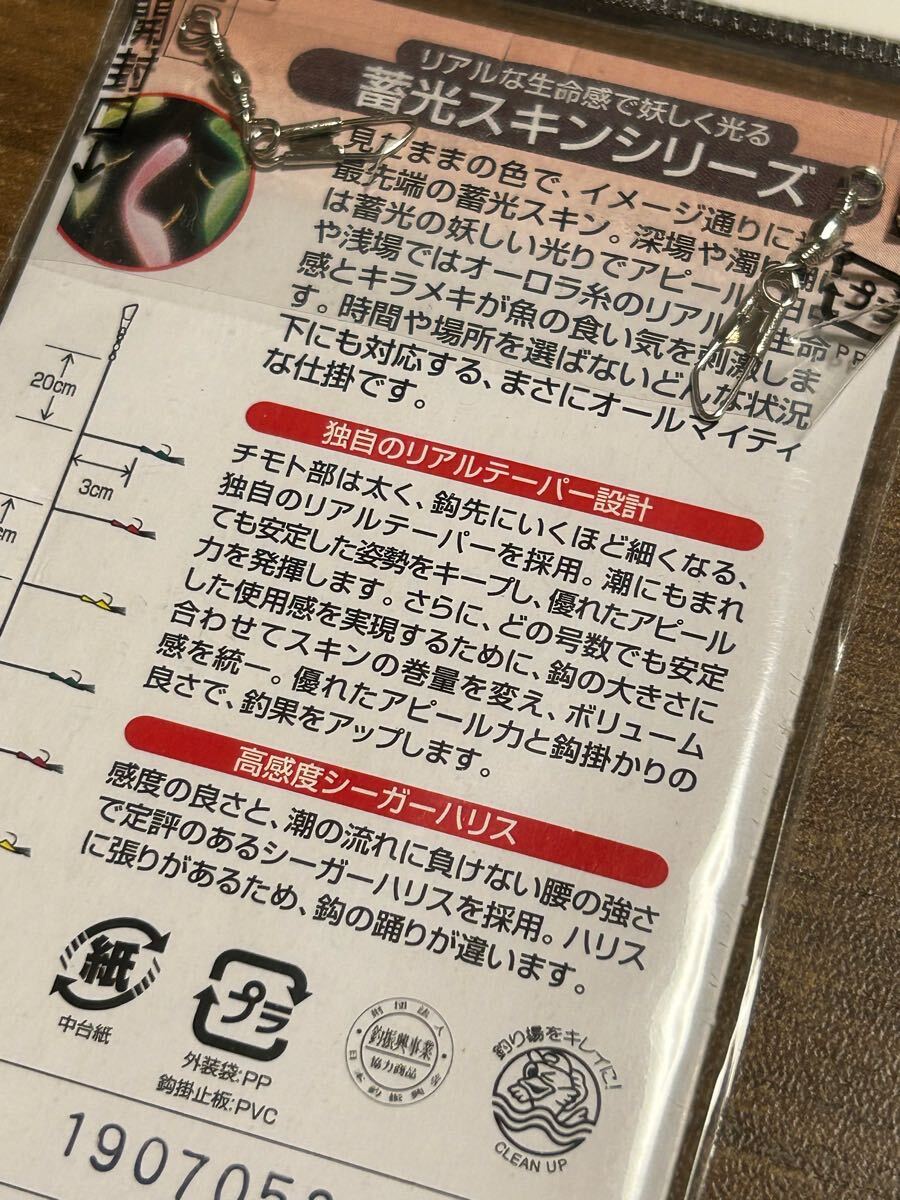 リアルな生命感で妖しく光る
蓄光スキンシリーズ
見たままの色で、イメージ通りに
最先端の蓄光スキン。深場や濁り潮
は蓄光の妖しい光りでアピール
や浅場ではオーロラ糸のリアル 生命
感とキラメキが魚の食い気を刺激しま
す。時間や場所を選ばないどんな状況
下にも対応する、まさにオールマイティ
な仕掛です。
プラ
PP
20cm
3cm
cm
独自のリアルテーパー設計
チモト部は太く、鈎先にいくほど細くなる、
独自のリアルテーパーを採用。潮にもまれ
ても安定した姿勢をキープし、優れたアピール
力を発揮します。さらに、どの号数でも安定
した使用感を実現するために、鈎の大きさに
合わせてスキンの巻量を変え、ボリューム
感を統一。優れたアピール力と鈎掛かりの
良さで、釣果をアップします。
高感度シーガーハリス
感度の良さと、潮の流れに負けない腰の強さ
で定評のあるシーガーハリスを採用。ハリス
に張りがあるため、鈎の踊りが違います。
紙
中台紙
プラ
外装袋:PP
鈎掛止板:PVC
財団法人
釣振興事業
協力商品
釣り場をキレイに!
CLEAN UP
190705